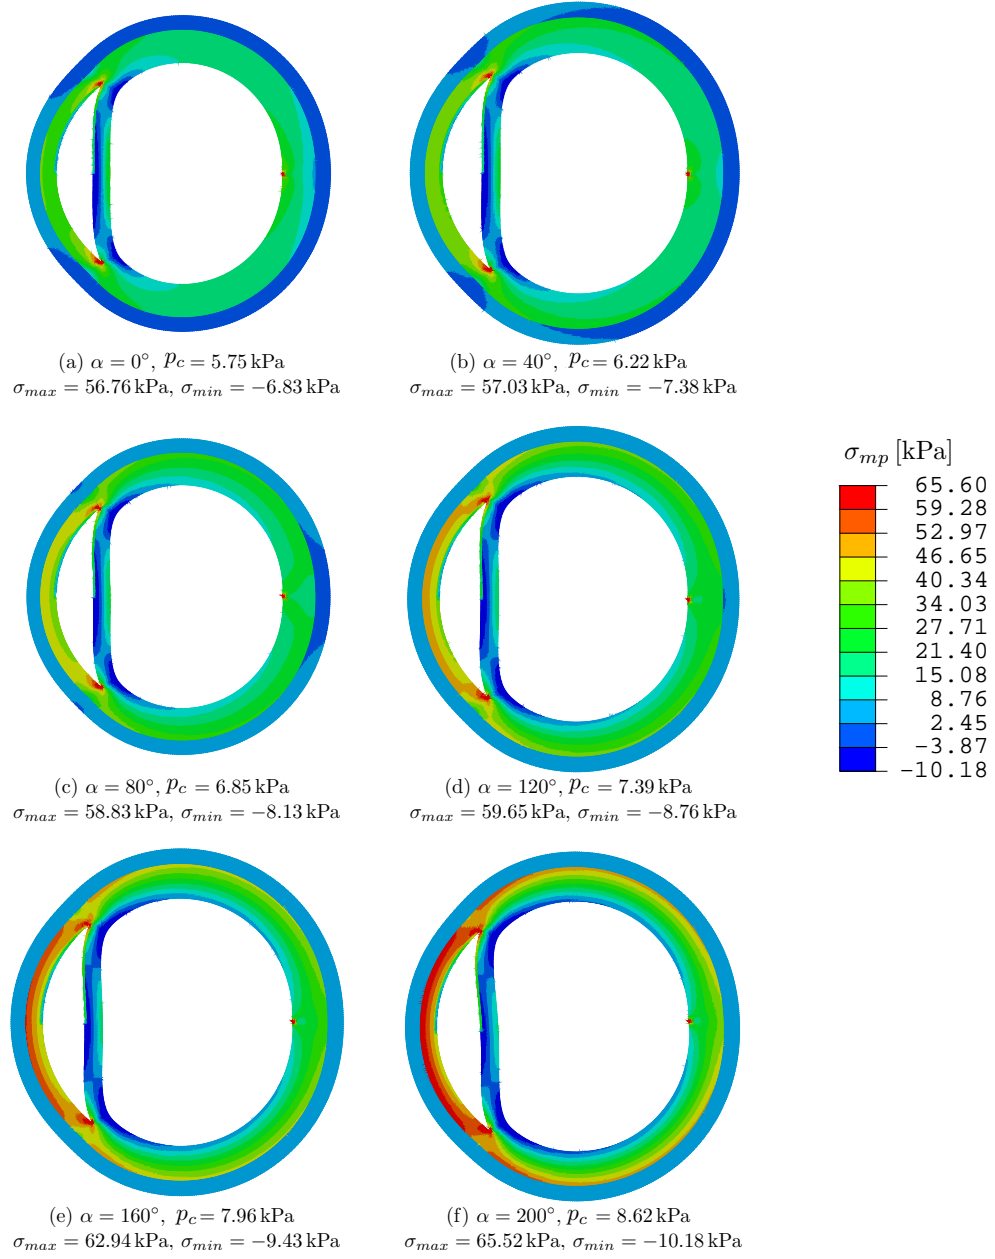 (a) α = 0°, p_c = 5.75 kPa
σ_max = 56.76 kPa, σ_min = −6.83 kPa
(b) α = 40°, p_c = 6.22 kPa
σ_max = 57.03 kPa, σ_min = −7.38 kPa
σ_mp [kPa]
65.60
59.28
52.97
46.65
40.34
34.03
27.71
21.40
15.08
8.76
2.45
−3.87
−10.18
(c) α = 80°, p_c = 6.85 kPa
σ_max = 58.83 kPa, σ_min = −8.13 kPa
(d) α = 120°, p_c = 7.39 kPa
σ_max = 59.65 kPa, σ_min = −8.76 kPa
(e) α = 160°, p_c = 7.96 kPa
σ_max = 62.94 kPa, σ_min = −9.43 kPa
(f) α = 200°, p_c = 8.62 kPa
σ_max = 65.52 kPa, σ_min = −10.18 kPa